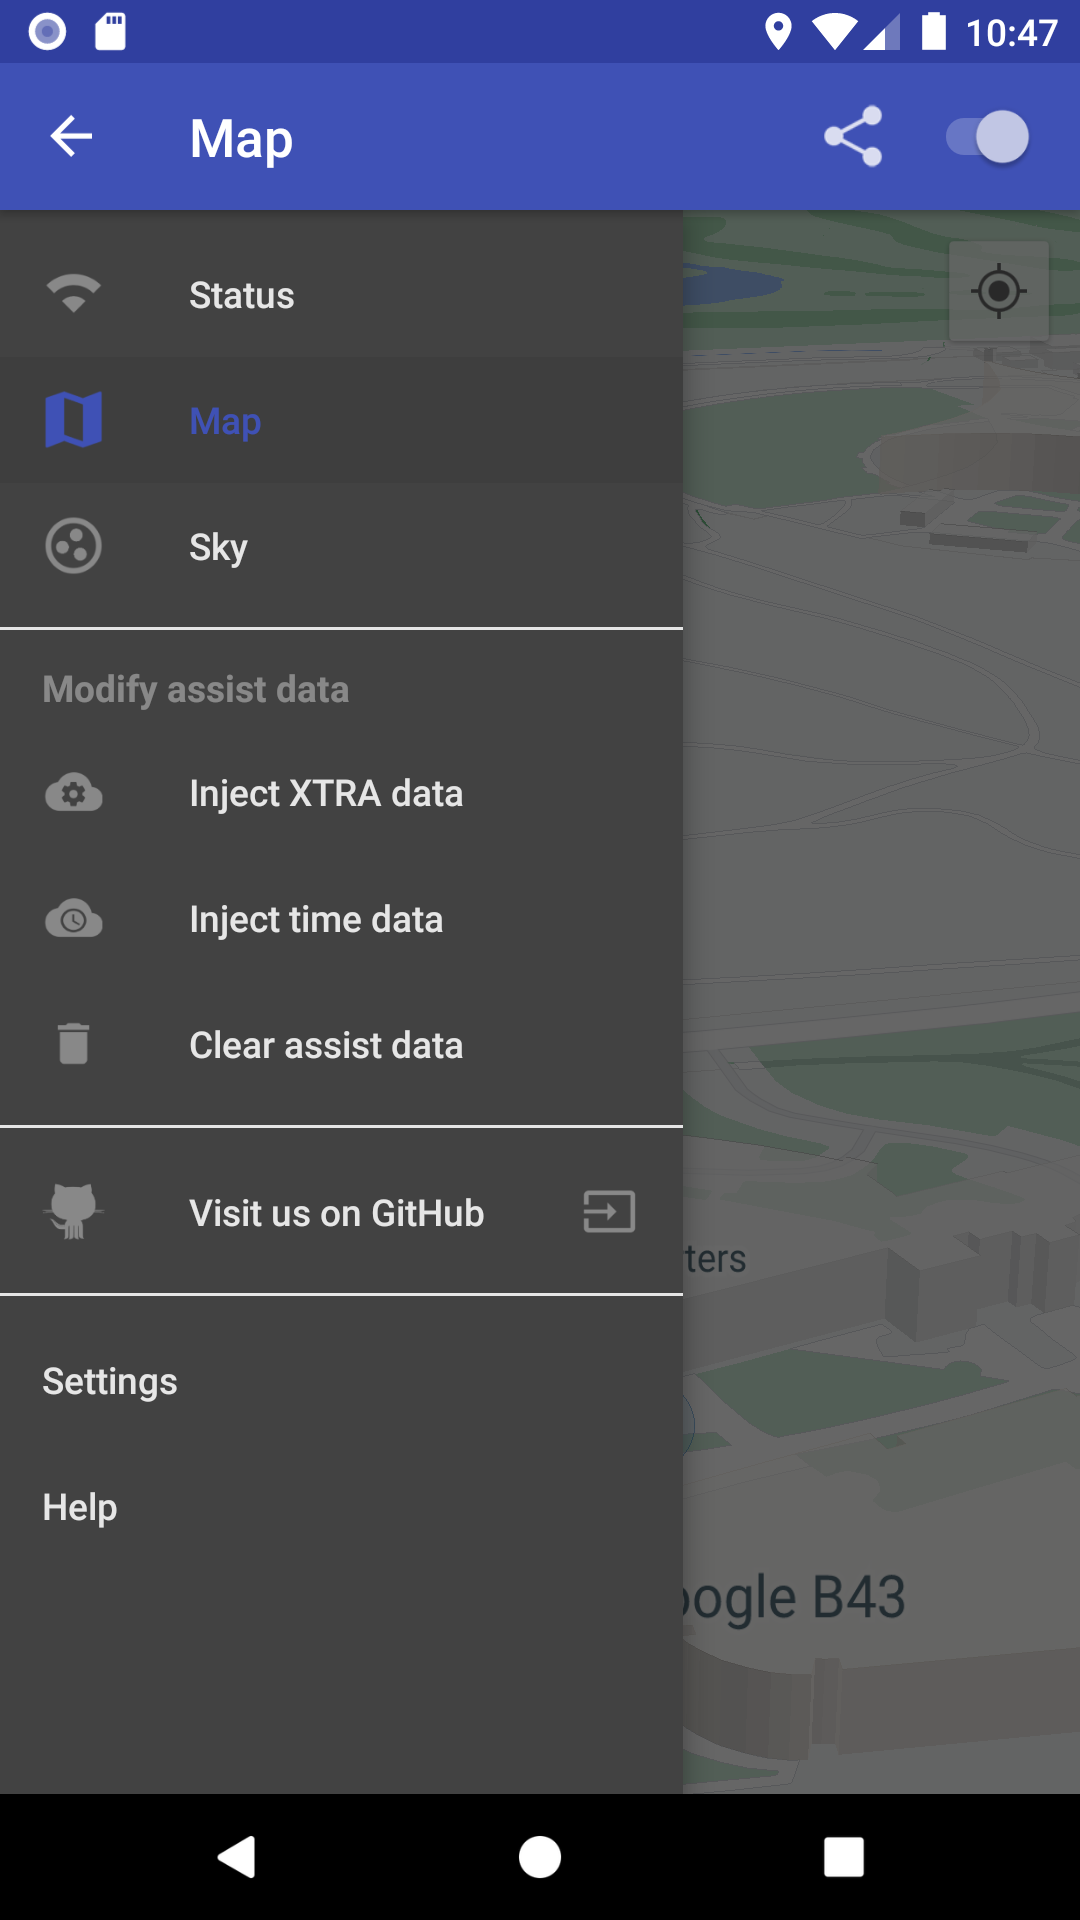 10:47
Map
Status
Map
Sky
Modify assist data
Inject XTRA data
Inject time data
Clear assist data
Visit us on GitHub
ters
Settings
Help
oogle B43